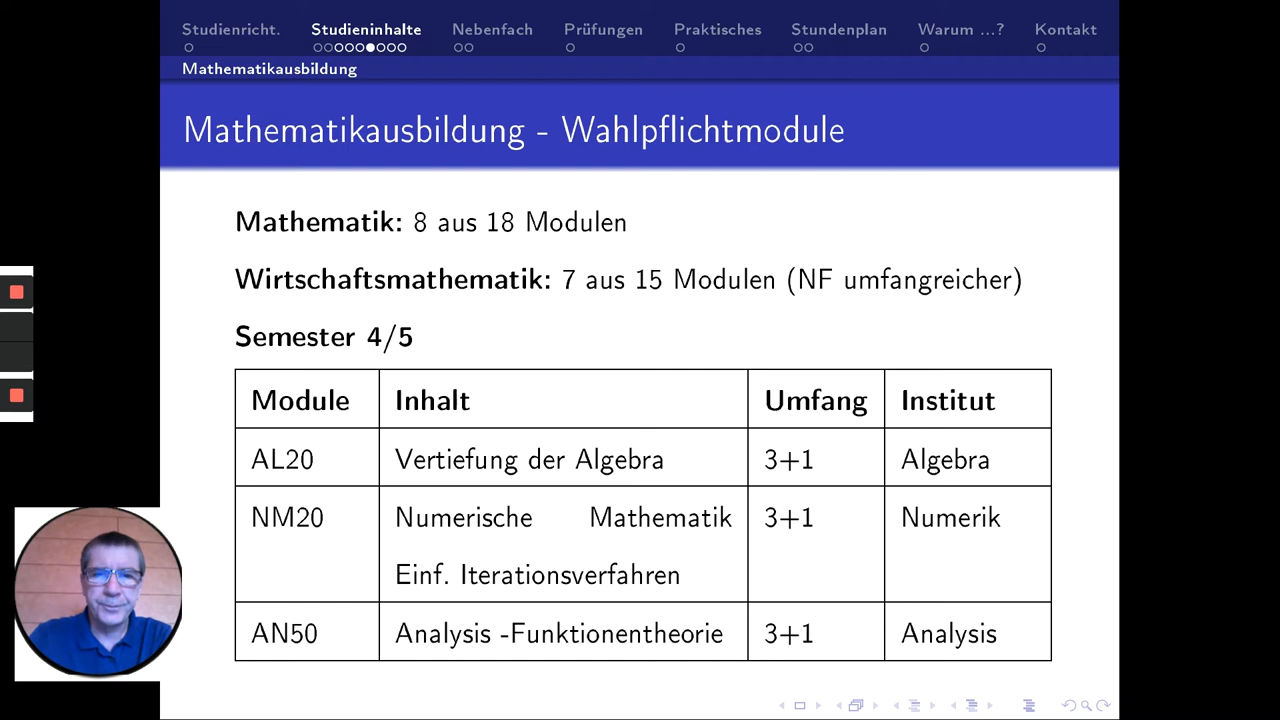 Studienricht. Studieninhalte Nebenfach Prüfungen Praktisches Stundenplan Warum ...? Kontakt
Mathematikausbildung
Mathematikausbildung - Wahlpflichtmodule
Mathematik: 8 aus 18 Modulen
Wirtschaftsmathematik: 7 aus 15 Modulen (NF umfangreicher)
Semester 4/5
Module Inhalt Umfang Institut
AL20 Vertiefung der Algebra 3+1 Algebra
NM20 Numerische Mathematik 3+1 Numerik
Einf. Iterationsverfahren
AN50 Analysis -Funktionentheorie 3+1 Analysis